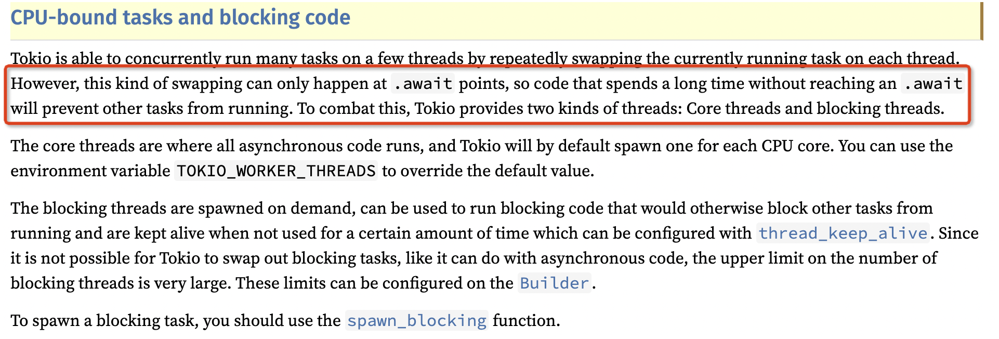 CPU-bound tasks and blocking code
Tokio is able to concurrently run many tasks on a few threads by repeatedly swapping the currently running task on each thread.
However, this kind of swapping can only happen at .await points, so code that spends a long time without reaching an .await
will prevent other tasks from running. To combat this, Tokio provides two kinds of threads: Core threads and blocking threads.
The core threads are where all asynchronous code runs, and Tokio will by default spawn one for each CPU core. You can use the
environment variable TOKIO_WORKER_THREADS to override the default value.
The blocking threads are spawned on demand, can be used to run blocking code that would otherwise block other tasks from
running and are kept alive when not used for a certain amount of time which can be configured with thread_keep_alive. Since
it is not possible for Tokio to swap out blocking tasks, like it can do with asynchronous code, the upper limit on the number of
blocking threads is very large. These limits can be configured on the Builder.
To spawn a blocking task, you should use the spawn_blocking function.